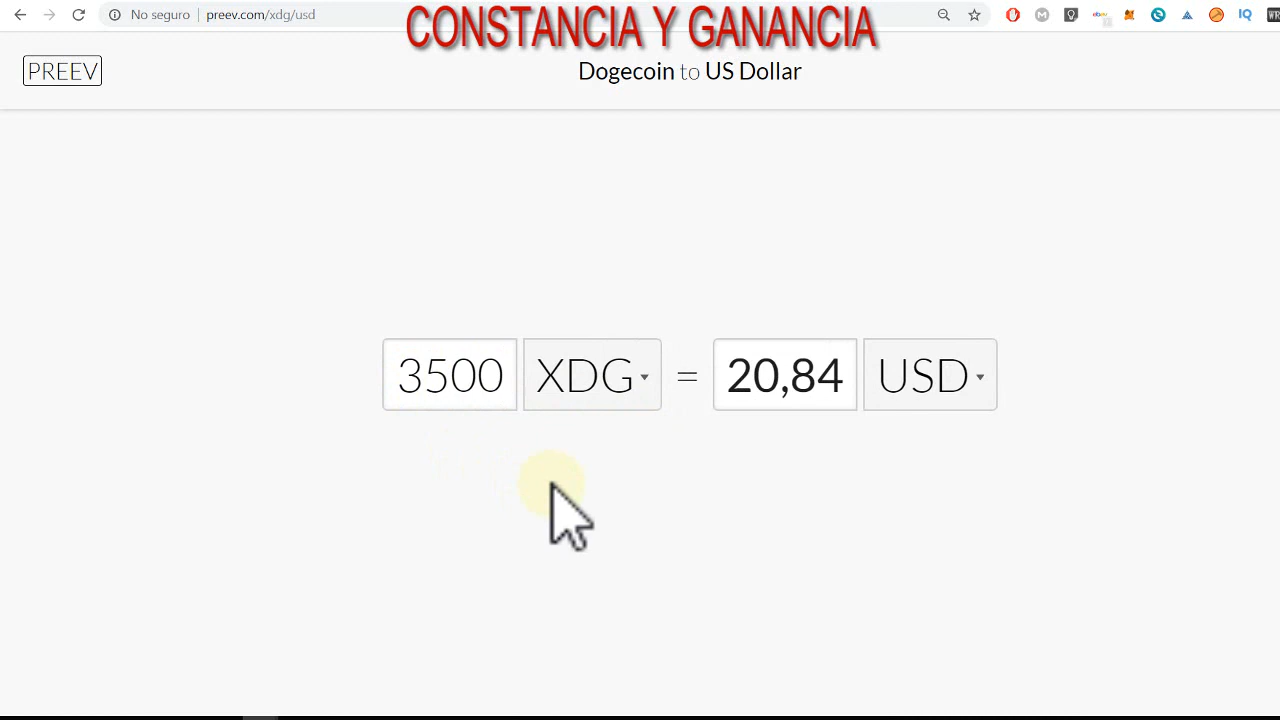 No seguro preev.com/xdg/usd
CONSTANCIA Y GANANCIA
PREEV
Dogecoin to US Dollar
3500 XDG = 20,84 USD